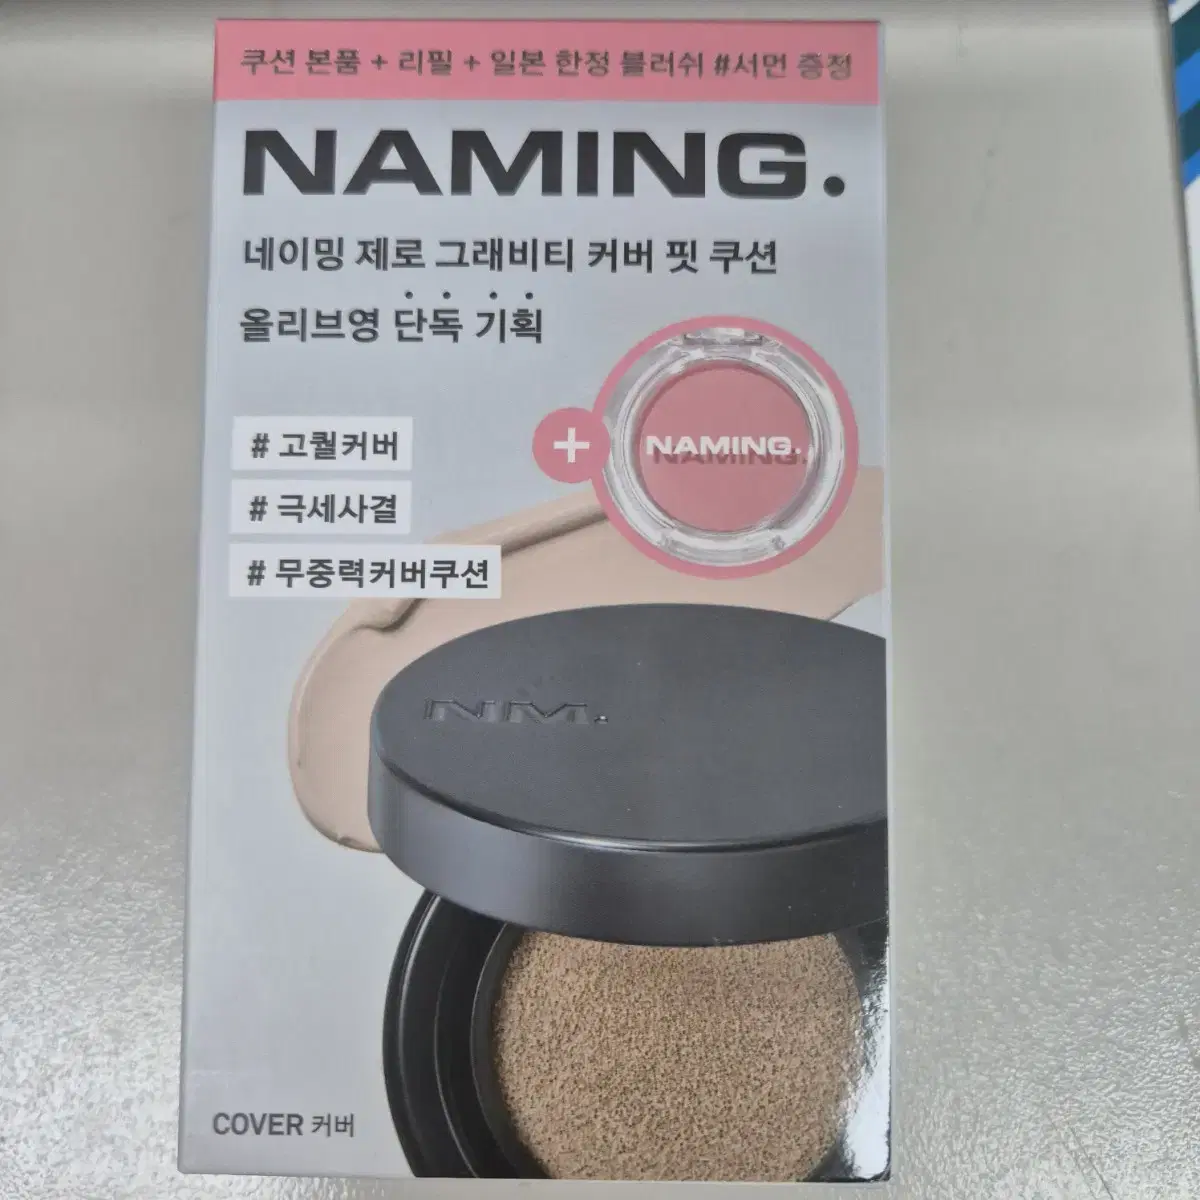 쿠션 본품 + 리필 + 일본 한정 블러쉬 #서먼 증정
NAMING.
네이밍 제로 그래비티 커버 핏 쿠션
올리브영 단독 기획
# 고퀄커버
# 극세사결
# 무중력커버쿠션
+
NAMING.
NM.
COVER 커버